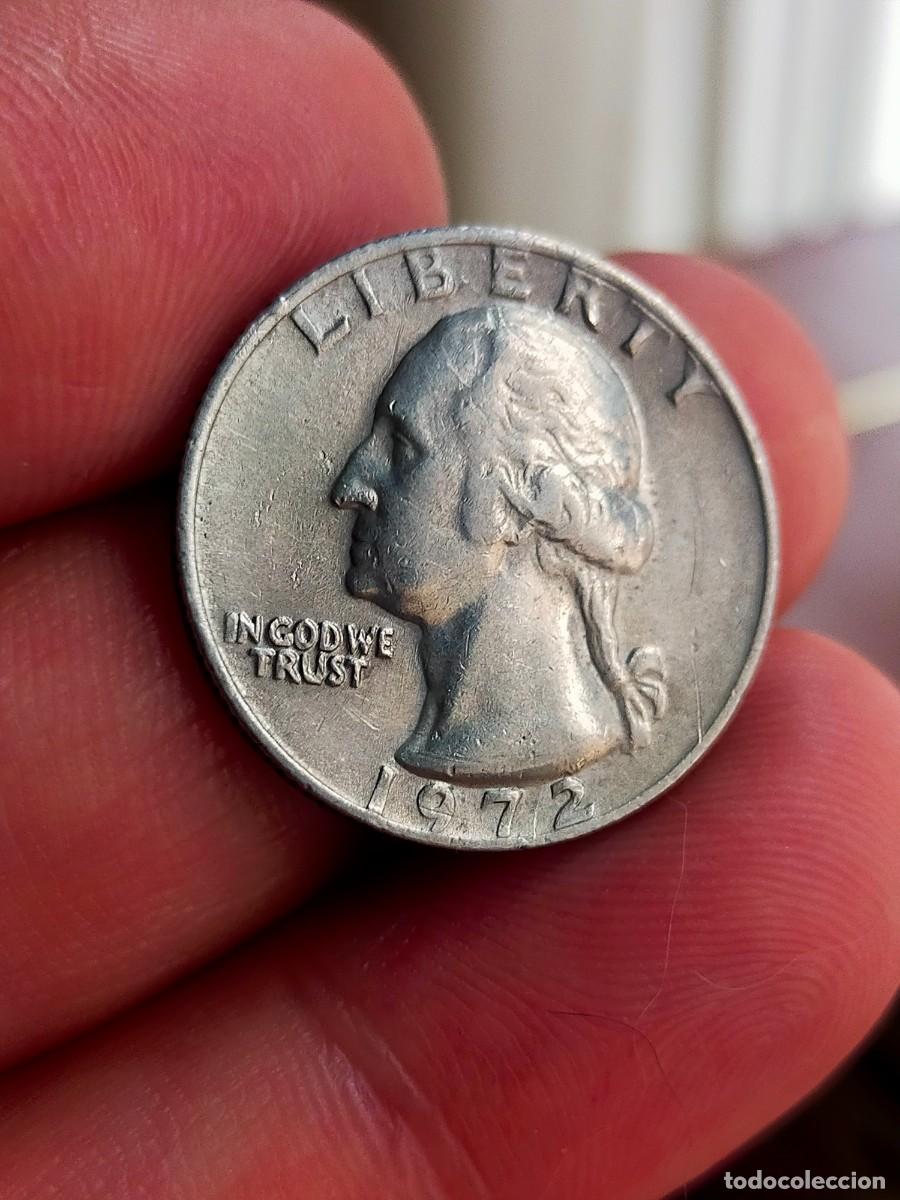 LIBERTY
IN GOD WE
TRUST
1972
todocoleccion